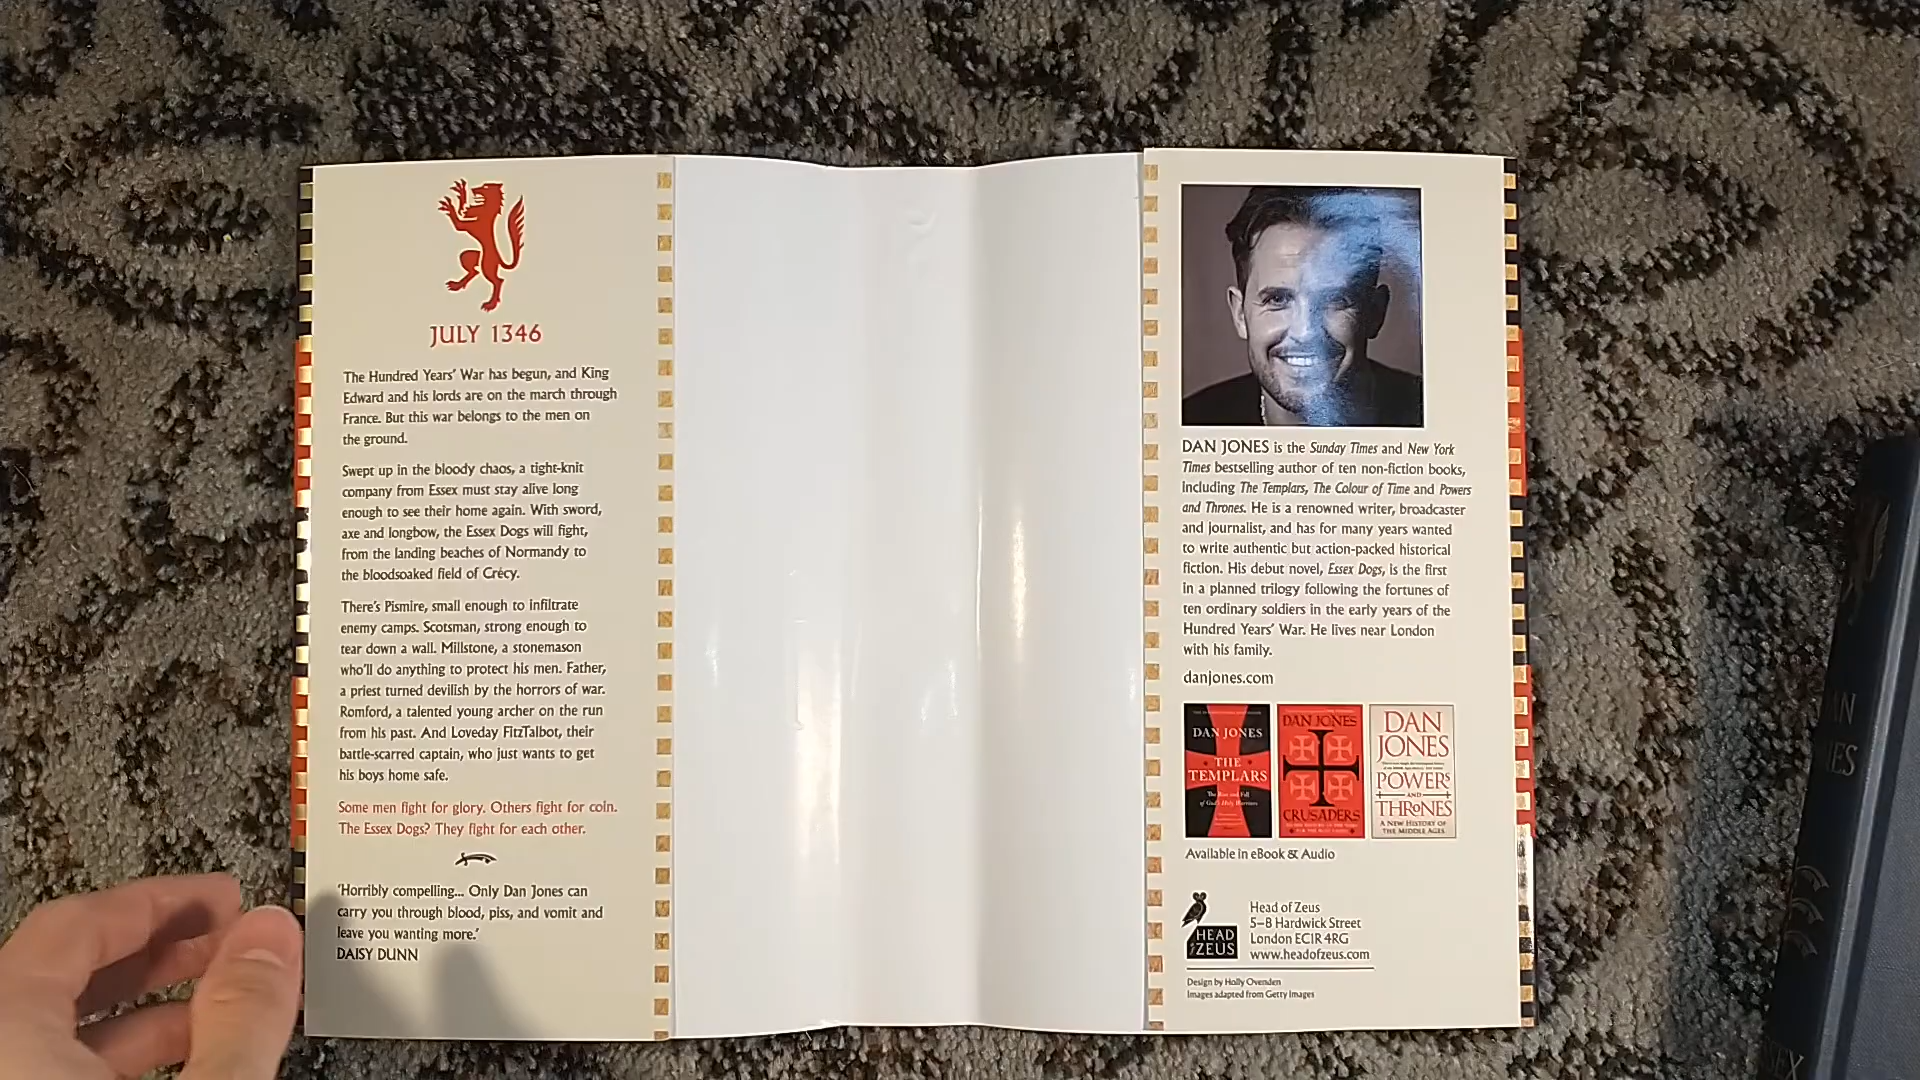 JULY 1346
The Hundred Years' War has begun, and King
Edward and his lords are on the march through
France. But this war belongs to the men on
the ground.
Swept up in the bloody chaos, a tight-knit
company from Essex must stay alive long
enough to see their home again. With sword,
axe and longbow, the Essex Dogs will fight,
from the landing beaches of Normandy to
the bloodsoaked field of Crécy.
There's Pismire, small enough to infiltrate
enemy camps. Scotsman, strong enough to
tear down a wall. Millstone, a stonemason
who'll do anything to protect his men. Father,
a priest turned devilish by the horrors of war.
Romford, a talented young archer on the run
from his past. And Loveday FitzTalbot, their
battle-scarred captain, who just wants to get
his boys home safe.
Some men fight for glory. Others fight for coin.
The Essex Dogs? They fight for each other.
'Horribly compelling... Only Dan Jones can
carry you through blood, piss, and vomit and
leave you wanting more.'
DAISY DUNN
DAN JONES is the Sunday Times and New York
Times bestselling author of ten non-fiction books,
including The Templars, The Colour of Time and Powers
and Thrones. He is a renowned writer, broadcaster
and journalist, and has for many years wanted
to write authentic but action-packed historical
fiction. His debut novel, Essex Dogs, is the first
in a planned trilogy following the fortunes of
ten ordinary soldiers in the early years of the
Hundred Years' War. He lives near London
with his family.
danjones.com
DAN JONES
THE
TEMPLARS
The Rise and Fall
of God's Holy Warriors
DAN JONES
CRUSADERS
DAN
JONES
POWERS
AND
THRONES
A NEW HISTORY OF
THE MIDDLE AGES
Available in eBook & Audio
HEAD
of ZEUS
Head of Zeus
5–8 Hardwick Street
London EC1R 4RG
www.headofzeus.com
Design by Holly Ovenden
Images adapted from Getty Images